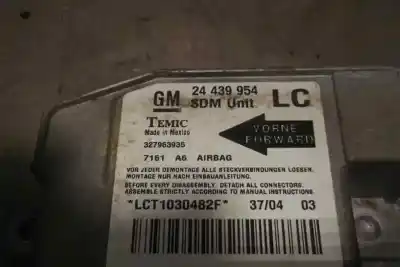 GM 24 439 954 LC
SDM Unit
TEMIC
Made in Mexico
VORNE
FORWARD
327963935
7161 A6 AIRBAG
VOR JEDER DEMONTAGE ALLE STECKVERBINDUNGEN LOESEN.
MONTAGE NUR NACH EINBAUANLEITUNG.
BEFORE EVERY DISASSEMBLY, DETACH ALL CONNECTORS.
ASSEMBLE STRICTLY ACCORDING TO MANUAL INSTRUCTIONS.
*LCT1030482F* 37/04 03